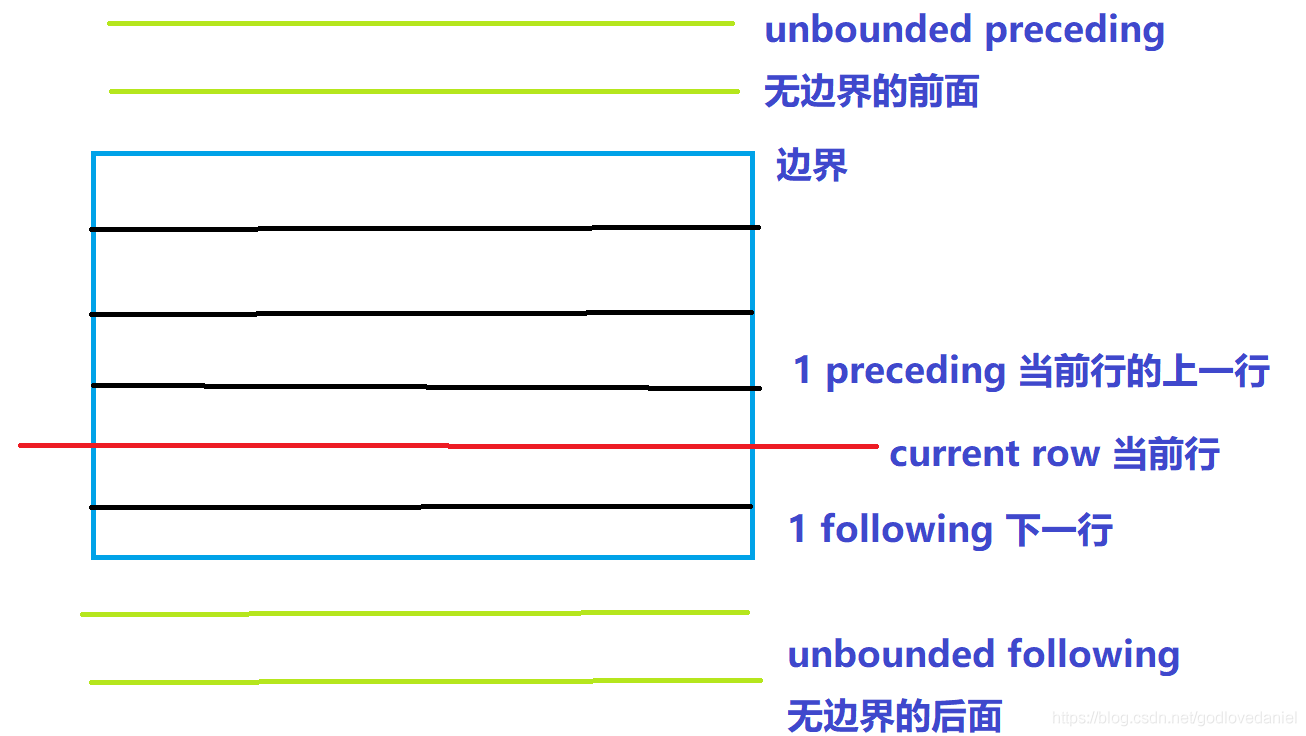 unbounded preceding
无边界的前面
边界
1 preceding 当前行的上一行
current row 当前行
1 following 下一行
unbounded following
无边界的后面
https://blog.csdn.net/godlovedaniel